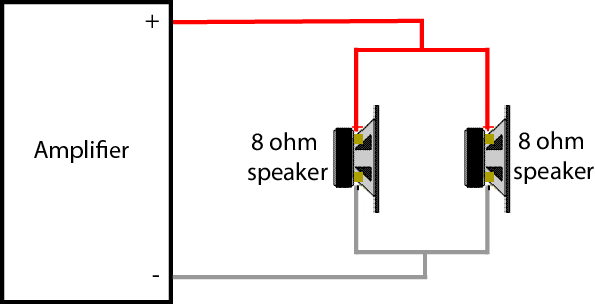 +
Amplifier
8 ohm
speaker
8 ohm
speaker
-